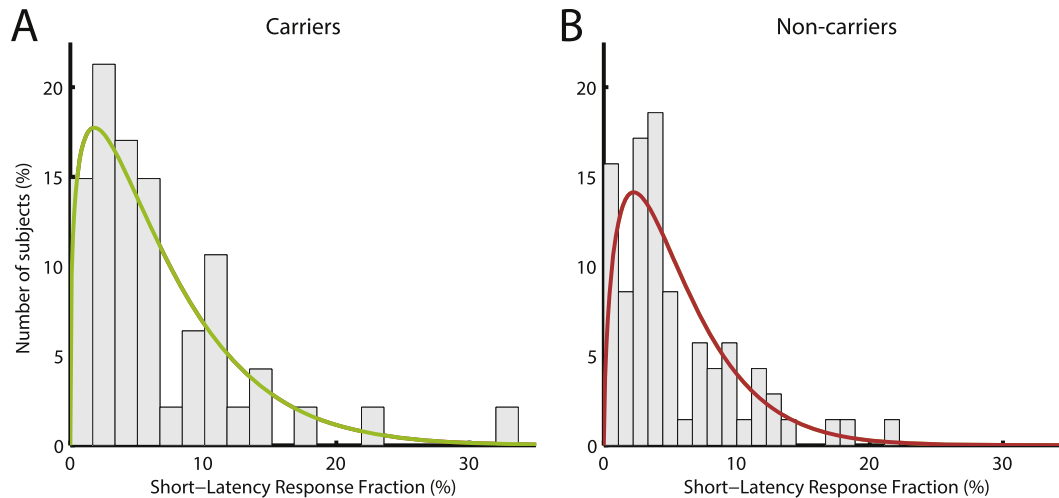 A
Carriers
Number of subjects (%)
20
15
10
5
0
0
10
20
30
Short−Latency Response Fraction (%)
B
Non-carriers
20
15
10
5
0
0
10
20
30
Short−Latency Response Fraction (%)